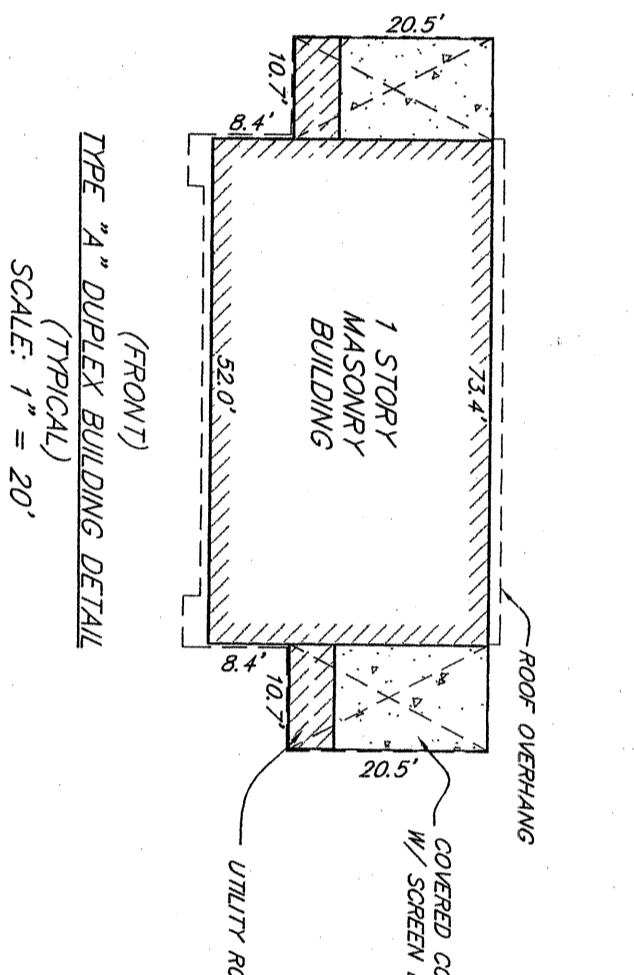 ROOF OVERHANG
COVERED CO
W/ SCREEN
UTILITY RO
20.5'
10.7'
8.4'
73.4'
1 STORY
MASONRY
BUILDING
52.0'
8.4'
10.7'
20.5'
(FRONT)
TYPE "A" DUPLEX BUILDING DETAIL
(TYPICAL)
SCALE: 1" = 20'